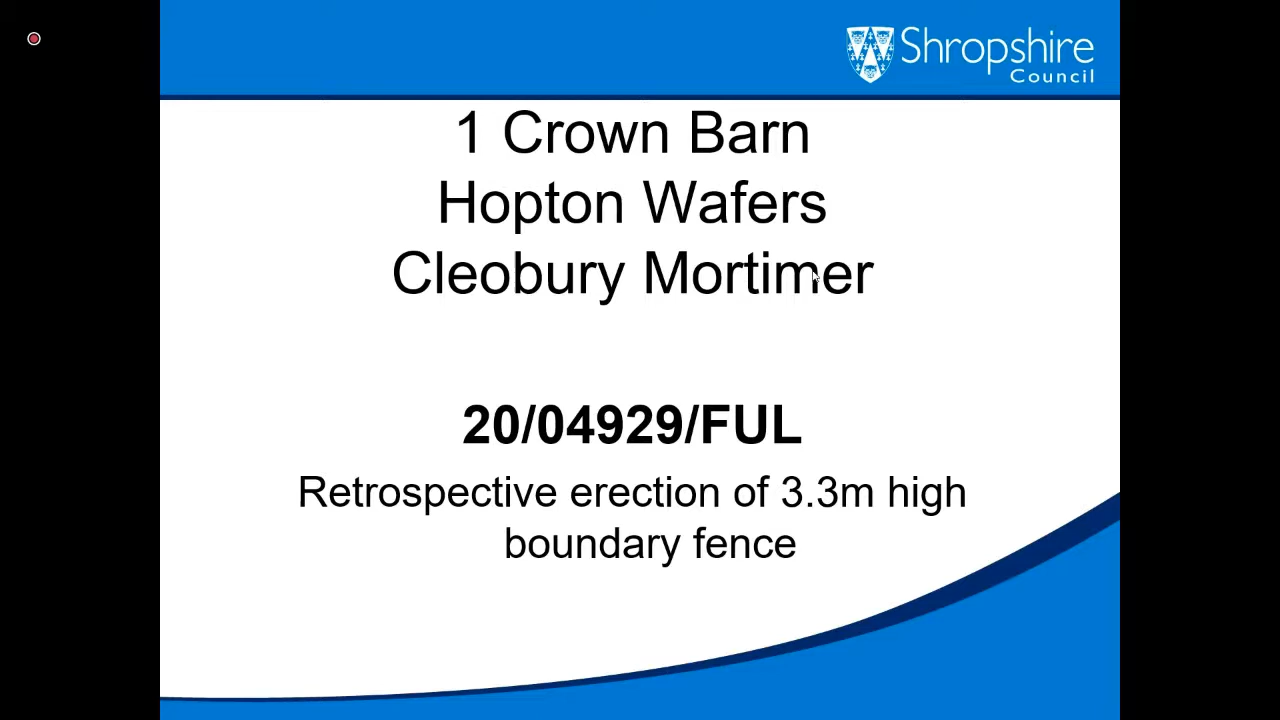 Shropshire
Council
1 Crown Barn
Hopton Wafers
Cleobury Mortimer
20/04929/FUL
Retrospective erection of 3.3m high
boundary fence